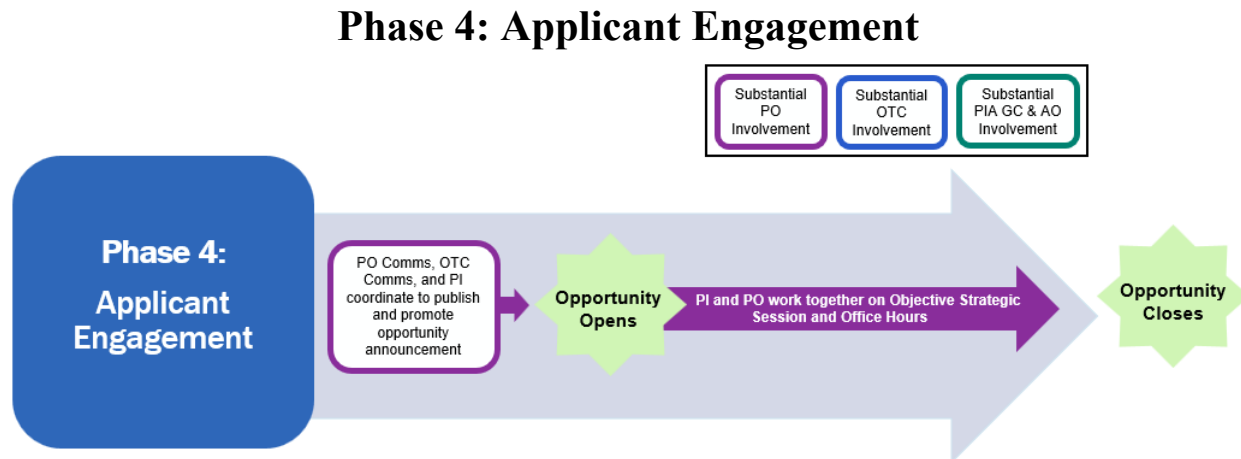 Phase 4: Applicant Engagement
Substantial
PO
Involvement
Substantial
OTC
Involvement
Substantial
PIA GC & AO
Involvement
Phase 4:
Applicant
Engagement
PO Comms, OTC
Comms, and PI
coordinate to publish
and promote
opportunity
announcement
Opportunity
Opens
PI and PO work together on Objective Strategic
Session and Office Hours
Opportunity
Closes